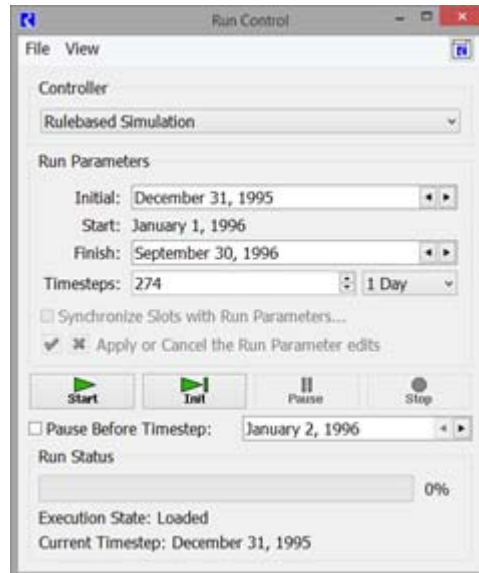 Run Control
File View
Controller
Rulebased Simulation
Run Parameters
Initial: December 31, 1995
Start: January 1, 1996
Finish: September 30, 1996
Timesteps: 274 1 Day
Synchronize Slots with Run Parameters...
Apply or Cancel the Run Parameter edits
Start Init Pause Stop
Pause Before Timestep: January 2, 1996
Run Status
0%
Execution State: Loaded
Current Timestep: December 31, 1995